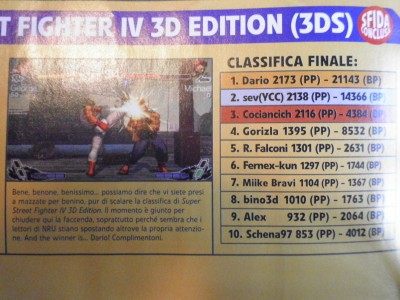 T FIGHTER IV 3D EDITION (3DS)
SFIDA
CONCLUSA
CLASSIFICA FINALE:
George
Michael
1. Dario 2173 (PP) - 21143 (BP)
2. sev(YCC) 2138 (PP) - 14366 (BP)
3. Cociancich 2116 (PP) - 4384 (BP)
4. Gorizla 1395 (PP) - 8532 (BP)
5. R. Falconi 1301 (PP) - 2631 (BP)
6. Fernex-kun 1297 (PP) - 1744 (BP)
7. Miike Bravi 1104 (PP) - 1367 (BP)
8. bino3d 1010 (PP) - 1763 (BP)
9. Alex 932 (PP) - 2064 (BP)
10. Schena97 853 (PP) - 4012 (BP)
Bene, benone, benissimo... possiamo dire che vi siete presi
a mazzate per benino, pur di scalare la classifica di Super
Street Fighter IV 3D Edition. Il momento è giunto per
chiudere qui la faccenda, soprattutto perché sembra che i
lettori di NRU stiano spostando altrove la propria attenzio-
ne. And the winner is... Dario! Complimentoni.